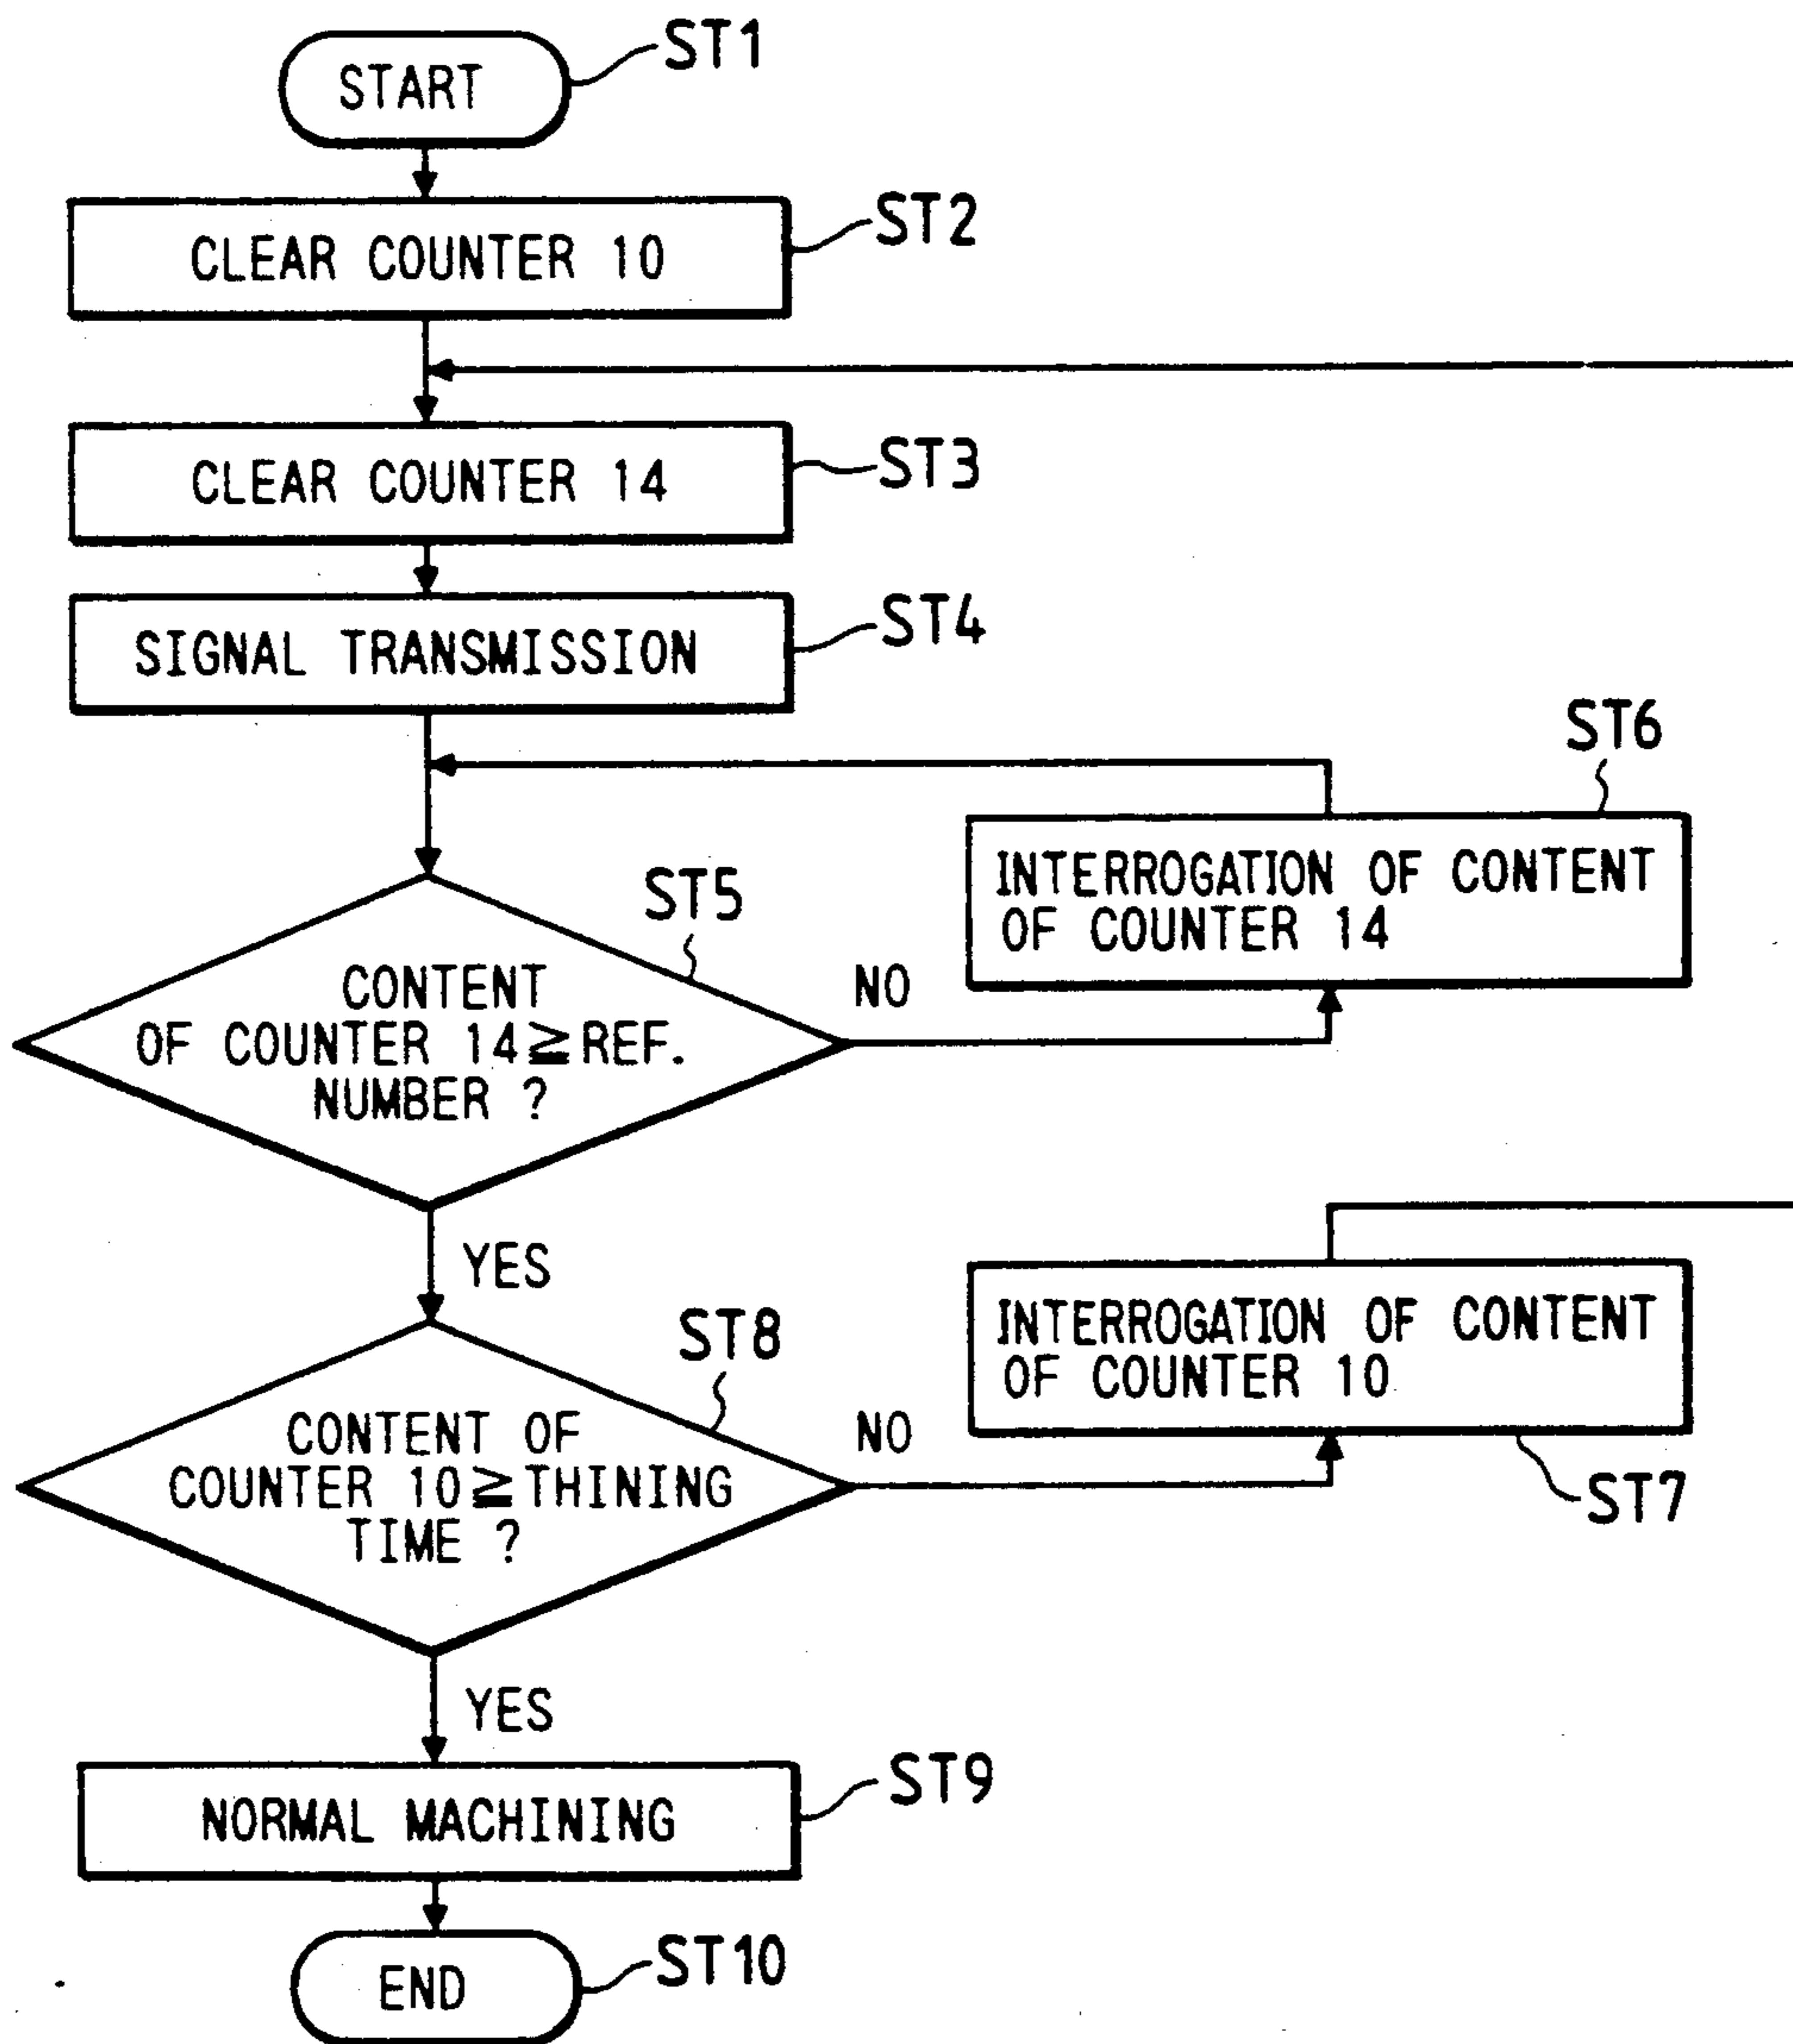 START
ST1
CLEAR COUNTER 10
ST2
CLEAR COUNTER 14
ST3
SIGNAL TRANSMISSION
ST4
ST6
INTERROGATION OF CONTENT
OF COUNTER 14
ST5
CONTENT
OF COUNTER 14≧REF.
NUMBER ?
NO
YES
INTERROGATION OF CONTENT
OF COUNTER 10
ST7
ST8
CONTENT OF
COUNTER 10≧THINING
TIME ?
NO
YES
NORMAL MACHINING
ST9
END
ST10